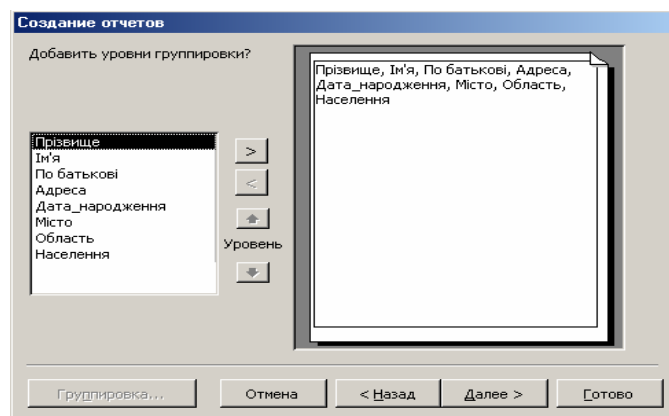 Создание отчетов
Добавить уровни группировки?
Прізвище, Ім'я, По батькові, Адреса,
Дата_народження, Місто, Область,
Населення
Прізвище
Ім'я
По батькові
Адреса
Дата_народження
Місто
Область
Населення
>
<
Уровень
Группировка...
Отмена
< Назад
Далее >
Готово